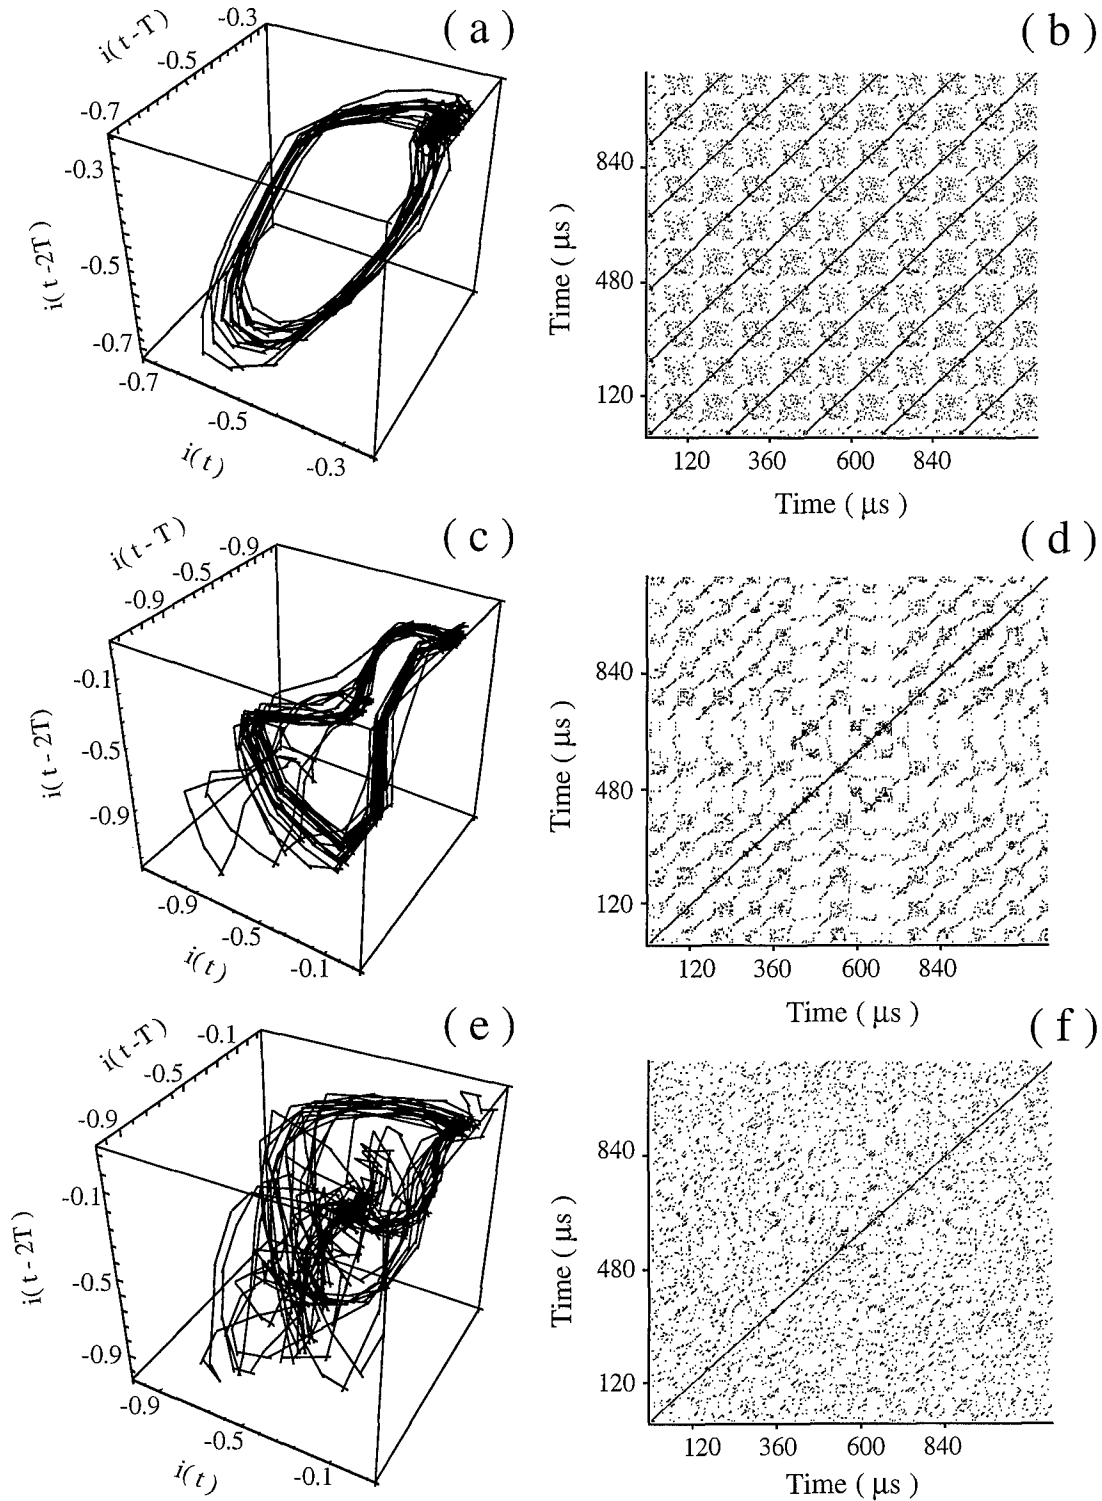 ( a )
i(t-T)
-0.3
-0.5
-0.7
-0.3
-0.5
-0.7
i(t-2T)
-0.7
-0.5
-0.3
i(t)
( b )
840
480
120
Time ( μs )
120 360 600 840
Time ( μs )
( c )
i(t-T)
-0.9
-0.5
-0.9
-0.1
-0.5
-0.9
i(t-2T)
-0.9
-0.5
-0.1
i(t)
( d )
840
480
120
Time ( μs )
120 360 600 840
Time ( μs )
( e )
i(t-T)
-0.1
-0.5
-0.9
-0.1
-0.5
-0.9
i(t-2T)
-0.9
-0.5
-0.1
i(t)
( f )
840
480
120
Time ( μs )
120 360 600 840
Time ( μs )